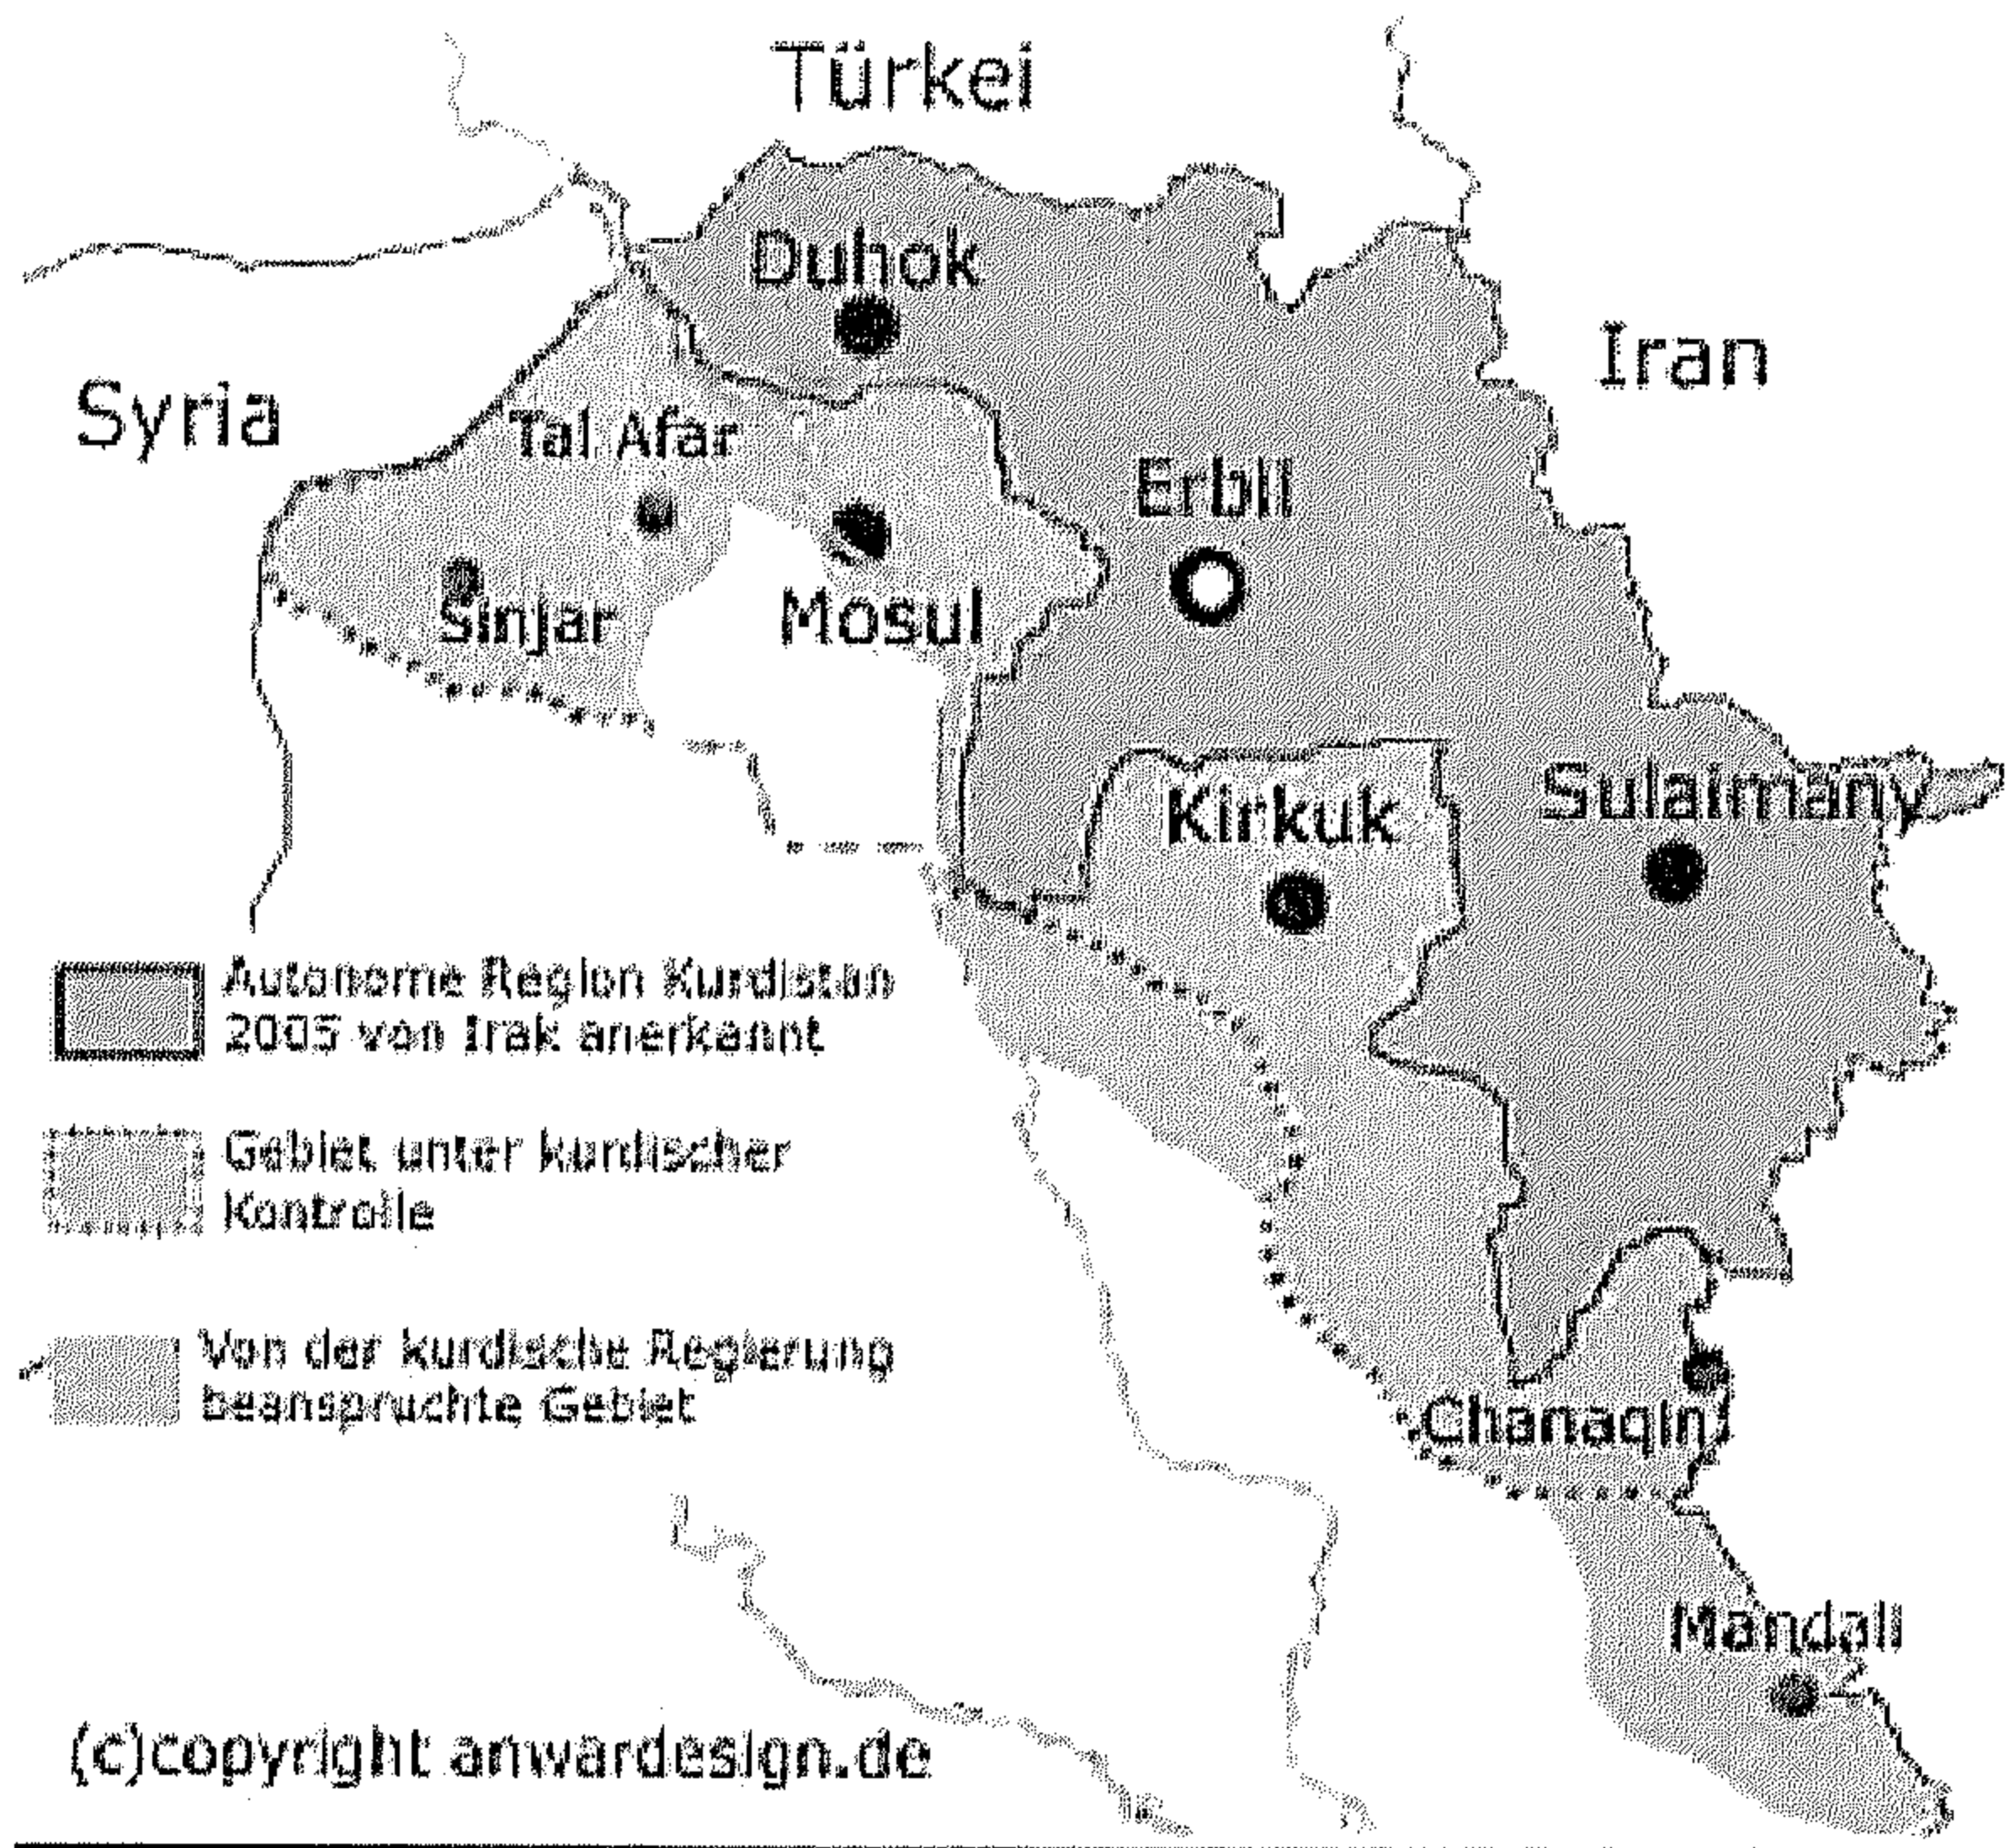 Türkei
Duhok
Iran
Syria
Tal Afar
Erbil
Sinjar
Mosul
Sulaimany
Kirkuk
Autonome Region Kurdistan
2005 von Irak anerkannt
Gebiet unter kurdischer
Kontrolle
Von der kurdische Regierung
beanspruchte Gebiet
Chanaqin
Mandali
(c)copyright anwardesign.de